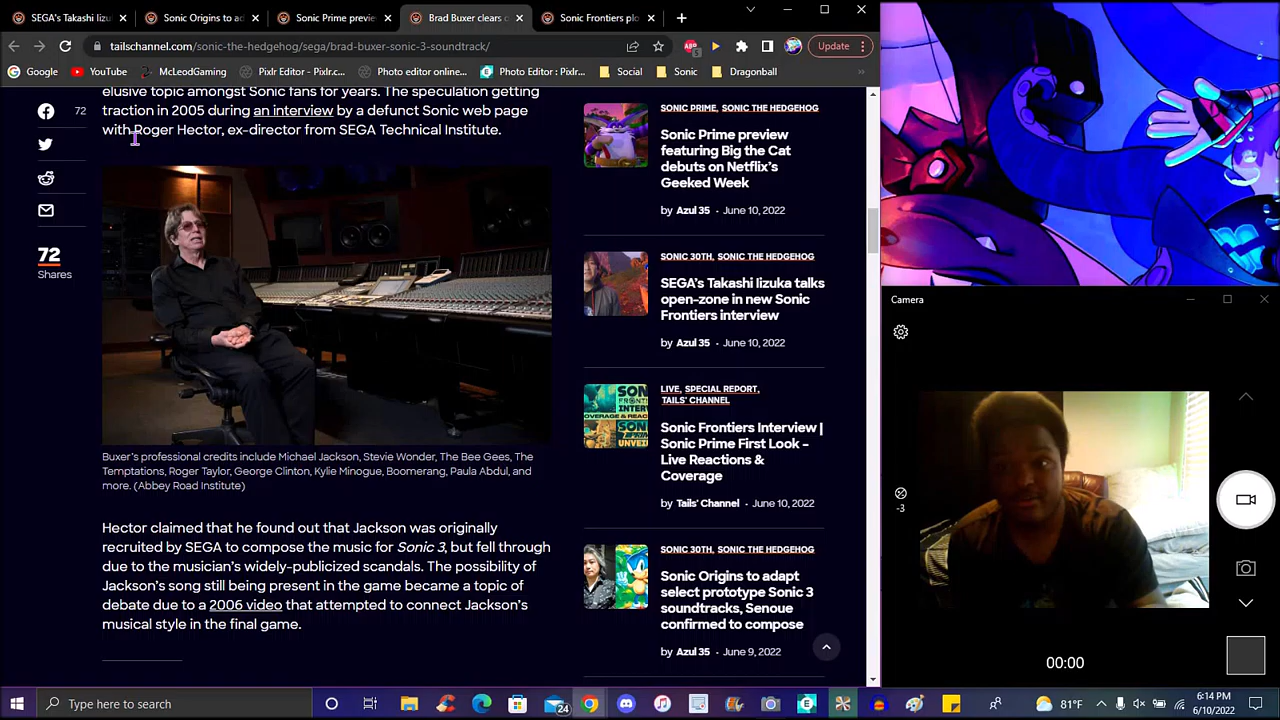 SEGA's Takashi Iizuk
Sonic Origins to ad
Sonic Prime preview
Brad Buxer clears o
Sonic Frontiers plo
tailschannel.com/sonic-the-hedgehog/sega/brad-buxer-sonic-3-soundtrack/
Update
Google
YouTube
McLeodGaming
Pixlr Editor - Pixlr.c...
Photo editor online...
Photo Editor : Pixlr...
Social
Sonic
Dragonball
elusive topic amongst Sonic fans for years. The speculation getting
traction in 2005 during an interview by a defunct Sonic web page
with Roger Hector, ex-director from SEGA Technical Institute.
72
72
Shares
Buxer's professional credits include Michael Jackson, Stevie Wonder, The Bee Gees, The
Temptations, Roger Taylor, George Clinton, Kylie Minogue, Boomerang, Paula Abdul, and
more. (Abbey Road Institute)
Hector claimed that he found out that Jackson was originally
recruited by SEGA to compose the music for Sonic 3, but fell through
due to the musician's widely-publicized scandals. The possibility of
Jackson's song still being present in the game became a topic of
debate due to a 2006 video that attempted to connect Jackson's
musical style in the final game.
SONIC PRIME, SONIC THE HEDGEHOG
Sonic Prime preview
featuring Big the Cat
debuts on Netflix's
Geeked Week
by Azul 35 · June 10, 2022
SONIC 30TH, SONIC THE HEDGEHOG
SEGA's Takashi Iizuka talks
open-zone in new Sonic
Frontiers interview
by Azul 35 · June 10, 2022
LIVE, SPECIAL REPORT,
TAILS' CHANNEL
Sonic Frontiers Interview |
Sonic Prime First Look –
Live Reactions &
Coverage
by Tails' Channel · June 10, 2022
SONIC 30TH, SONIC THE HEDGEHOG
Sonic Origins to adapt
select prototype Sonic 3
soundtracks, Senoue
confirmed to compose
by Azul 35 · June 9, 2022
Camera
-3
00:00
Type here to search
24
81°F
6:14 PM
6/10/2022